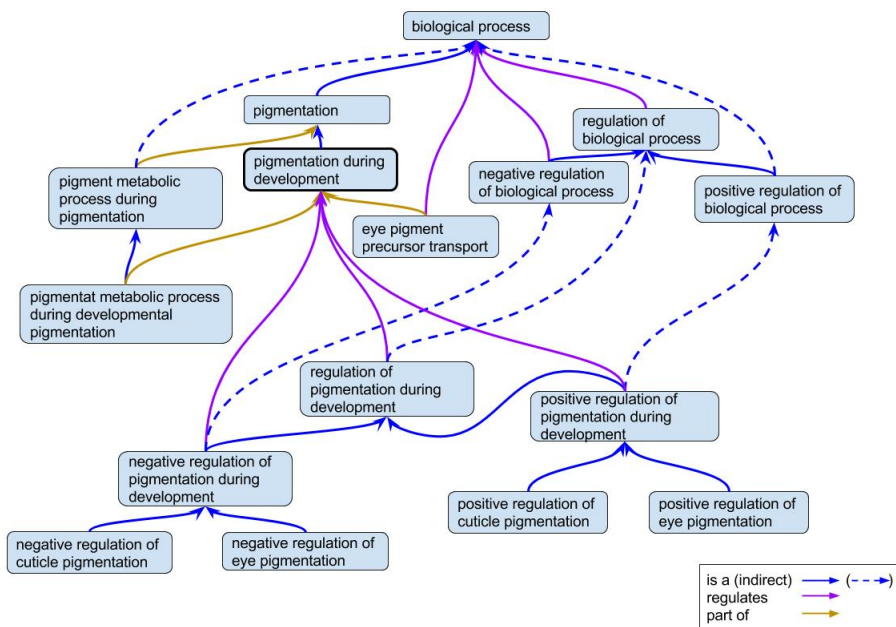 biological process
pigmentation
regulation of
biological process
pigmentation during
development
pigment metabolic
process during
pigmentation
negative regulation
of biological process
positive regulation of
biological process
eye pigment
precursor transport
pigmentat metabolic process
during developmental
pigmentation
regulation of
pigmentation during
development
positive regulation of
pigmentation during
development
negative regulation of
pigmentation during
development
positive regulation of
cuticle pigmentation
positive regulation of
eye pigmentation
negative regulation of
cuticle pigmentation
negative regulation of
eye pigmentation
is a (indirect) ( )
regulates
part of